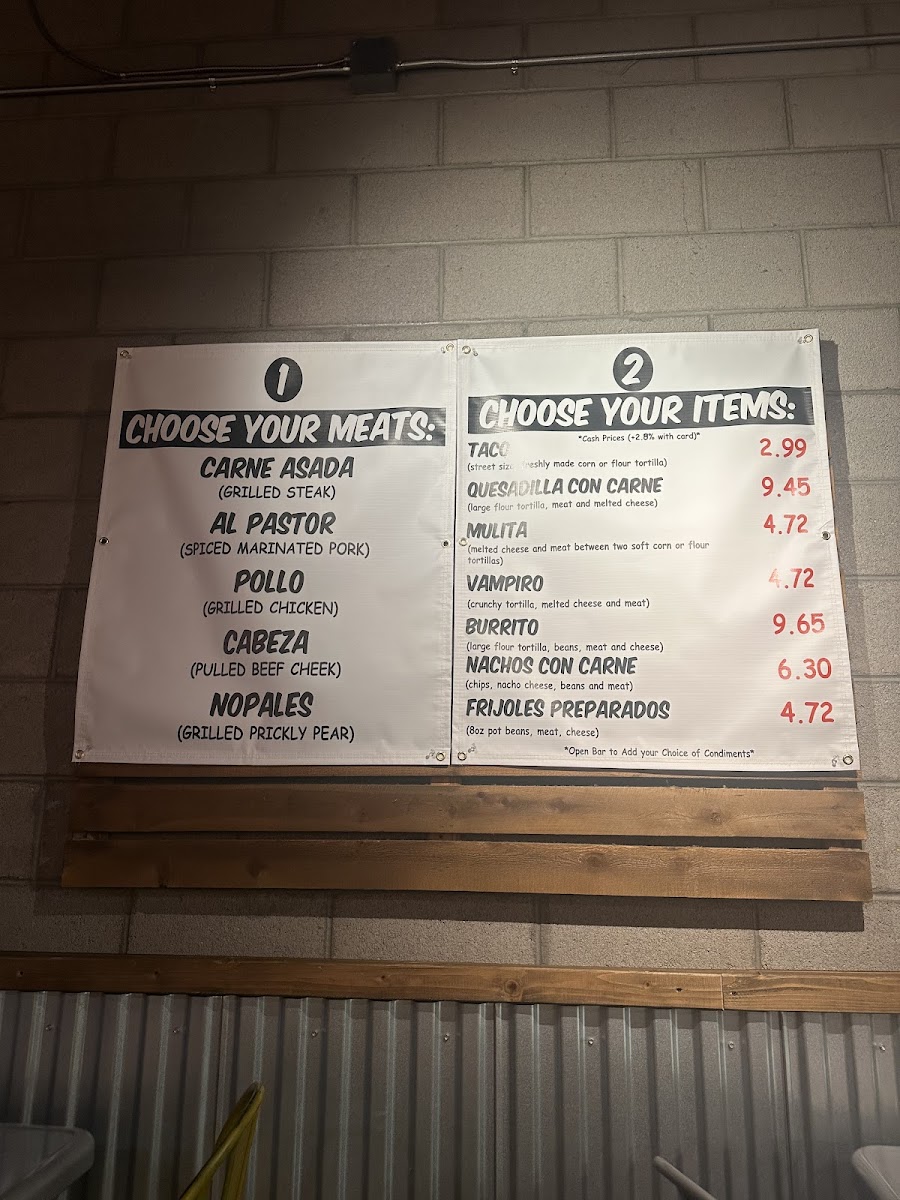 1
CHOOSE YOUR MEATS:
CARNE ASADA
(GRILLED STEAK)
AL PASTOR
(SPICED MARINATED PORK)
POLLO
(GRILLED CHICKEN)
CABEZA
(PULLED BEEF CHEEK)
NOPALES
(GRILLED PRICKLY PEAR)
2
CHOOSE YOUR ITEMS:
*Cash Prices (+2.8% with card)*
TACO 2.99
(street freshly made corn or flour tortilla)
QUESADILLA CON CARNE 9.45
(large flour tortilla, meat and melted cheese)
MULITA 4.72
(melted cheese and meat between two soft corn or flour
tortillas)
VAMPIRO 4.72
(crunchy tortilla, melted cheese and meat)
BURRITO 9.65
(large flour tortilla, beans, meat and cheese)
NACHOS CON CARNE 6.30
(chips, nacho cheese, beans and meat)
FRIJOLES PREPARADOS 4.72
(8oz pot beans, meat, cheese)
*Open Bar to Add your Choice of Condiments*